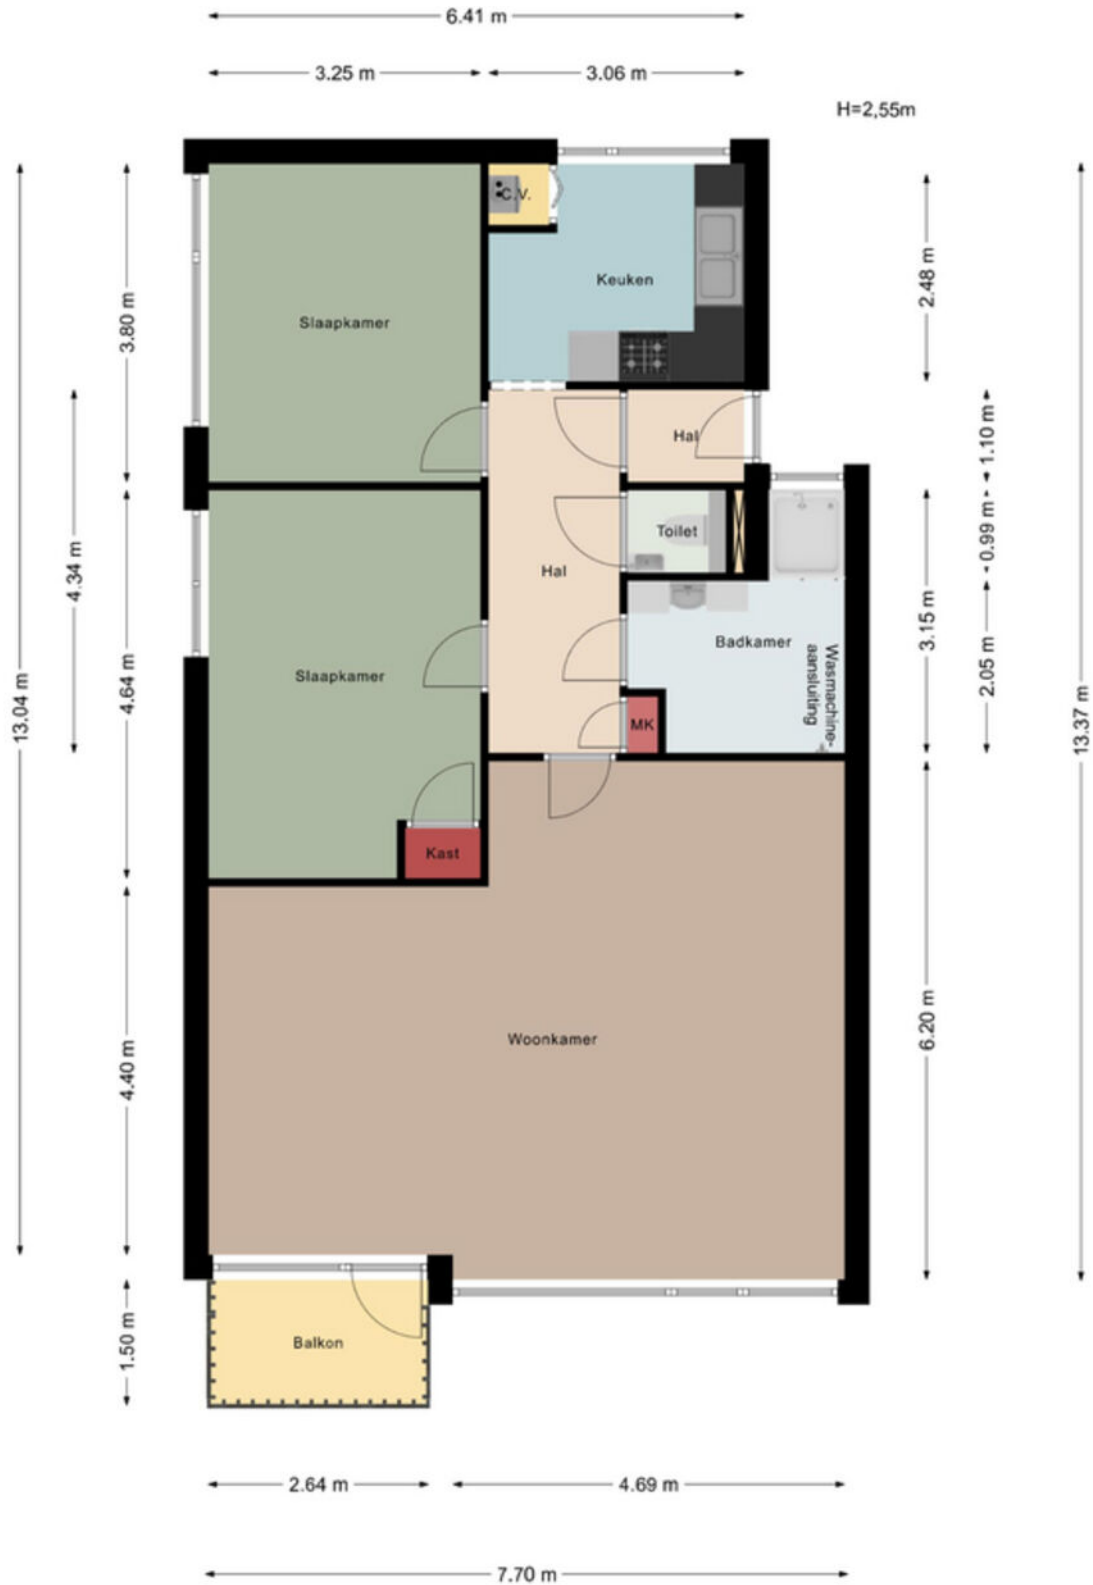 6.41 m
3.25 m
3.06 m
H=2,55m
C.V.
Keuken
2.48 m
Slaapkamer
3.80 m
Hal
1.10 m
Toilet
0.99 m
Hal
4.34 m
3.15 m
Badkamer
Wasmachine-
aansluiting
2.05 m
Slaapkamer
4.64 m
13.04 m
MK
13.37 m
Kast
Woonkamer
6.20 m
4.40 m
Balkon
1.50 m
2.64 m
4.69 m
7.70 m